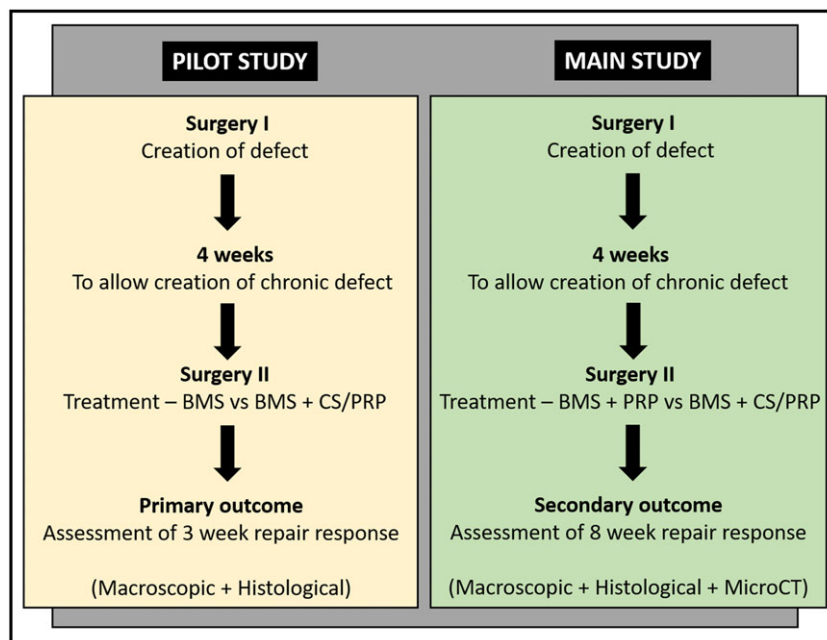 PILOT STUDY
Surgery I
Creation of defect
4 weeks
To allow creation of chronic defect
Surgery II
Treatment – BMS vs BMS + CS/PRP
Primary outcome
Assessment of 3 week repair response
(Macroscopic + Histological)
MAIN STUDY
Surgery I
Creation of defect
4 weeks
To allow creation of chronic defect
Surgery II
Treatment – BMS + PRP vs BMS + CS/PRP
Secondary outcome
Assessment of 8 week repair response
(Macroscopic + Histological + MicroCT)